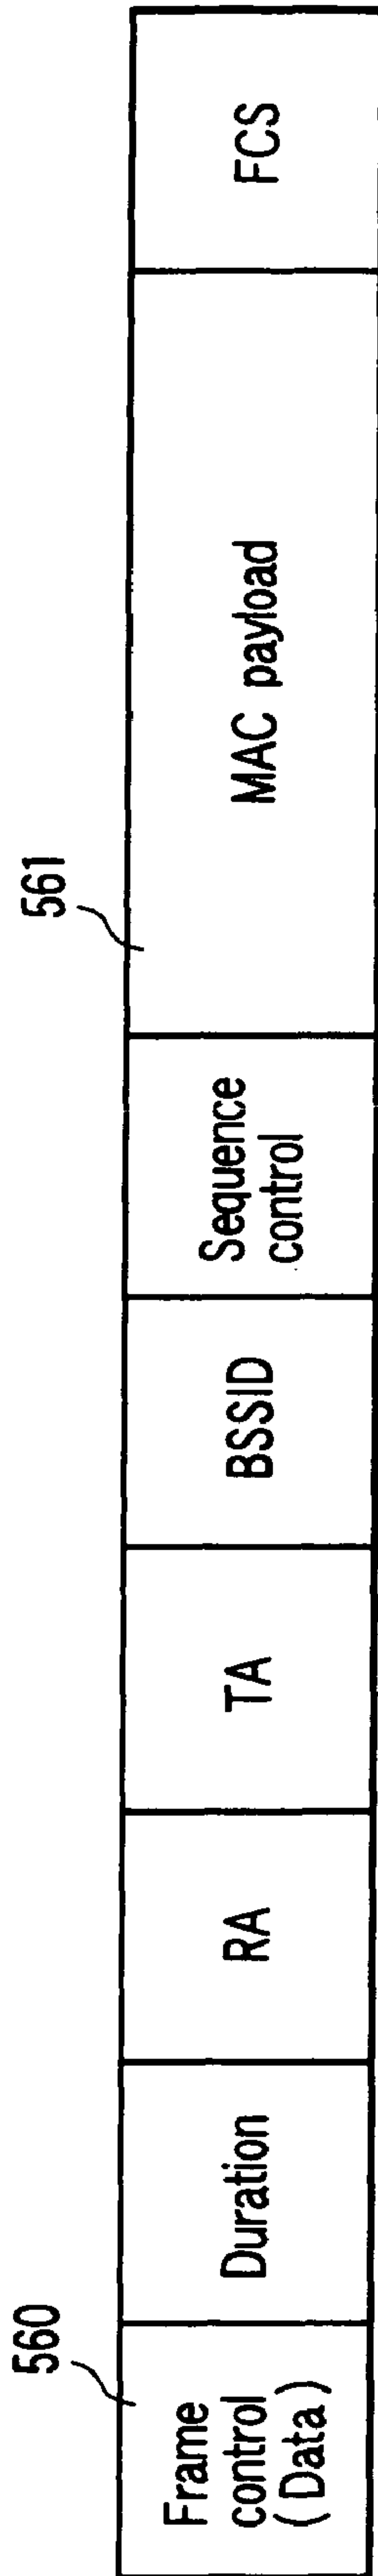 560
561
Frame
control
( Data )
Duration
RA
TA
BSSID
Sequence
control
MAC payload
FCS